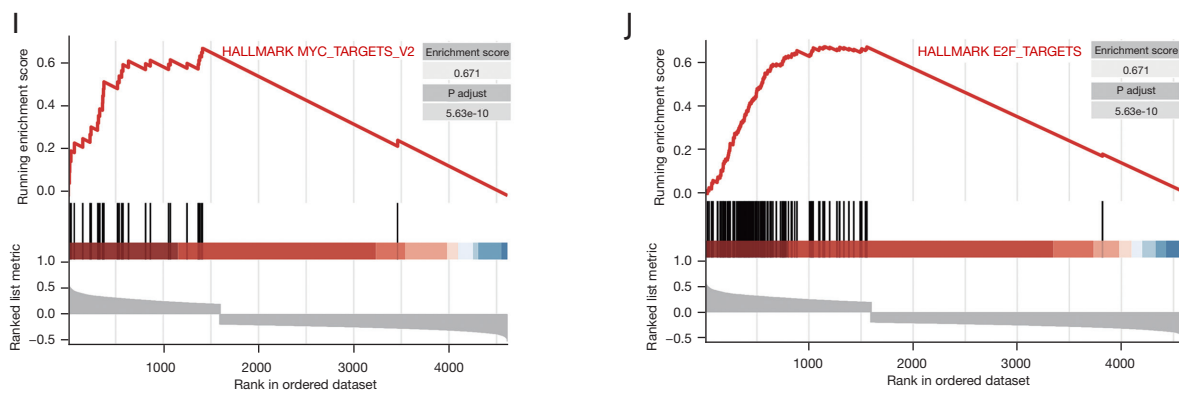 I
HALLMARK MYC_TARGETS_V2
Enrichment score
0.671
P adjust
5.63e-10
Running enrichment score
0.6
0.4
0.2
0.0
Ranked list metric
1.0
0.5
0.0
−0.5
1000 2000 3000 4000
Rank in ordered dataset
J
HALLMARK E2F_TARGETS
Enrichment score
0.671
P adjust
5.63e-10
Running enrichment score
0.6
0.4
0.2
0.0
Ranked list metric
1.0
0.5
0.0
−0.5
1000 2000 3000 4000
Rank in ordered dataset